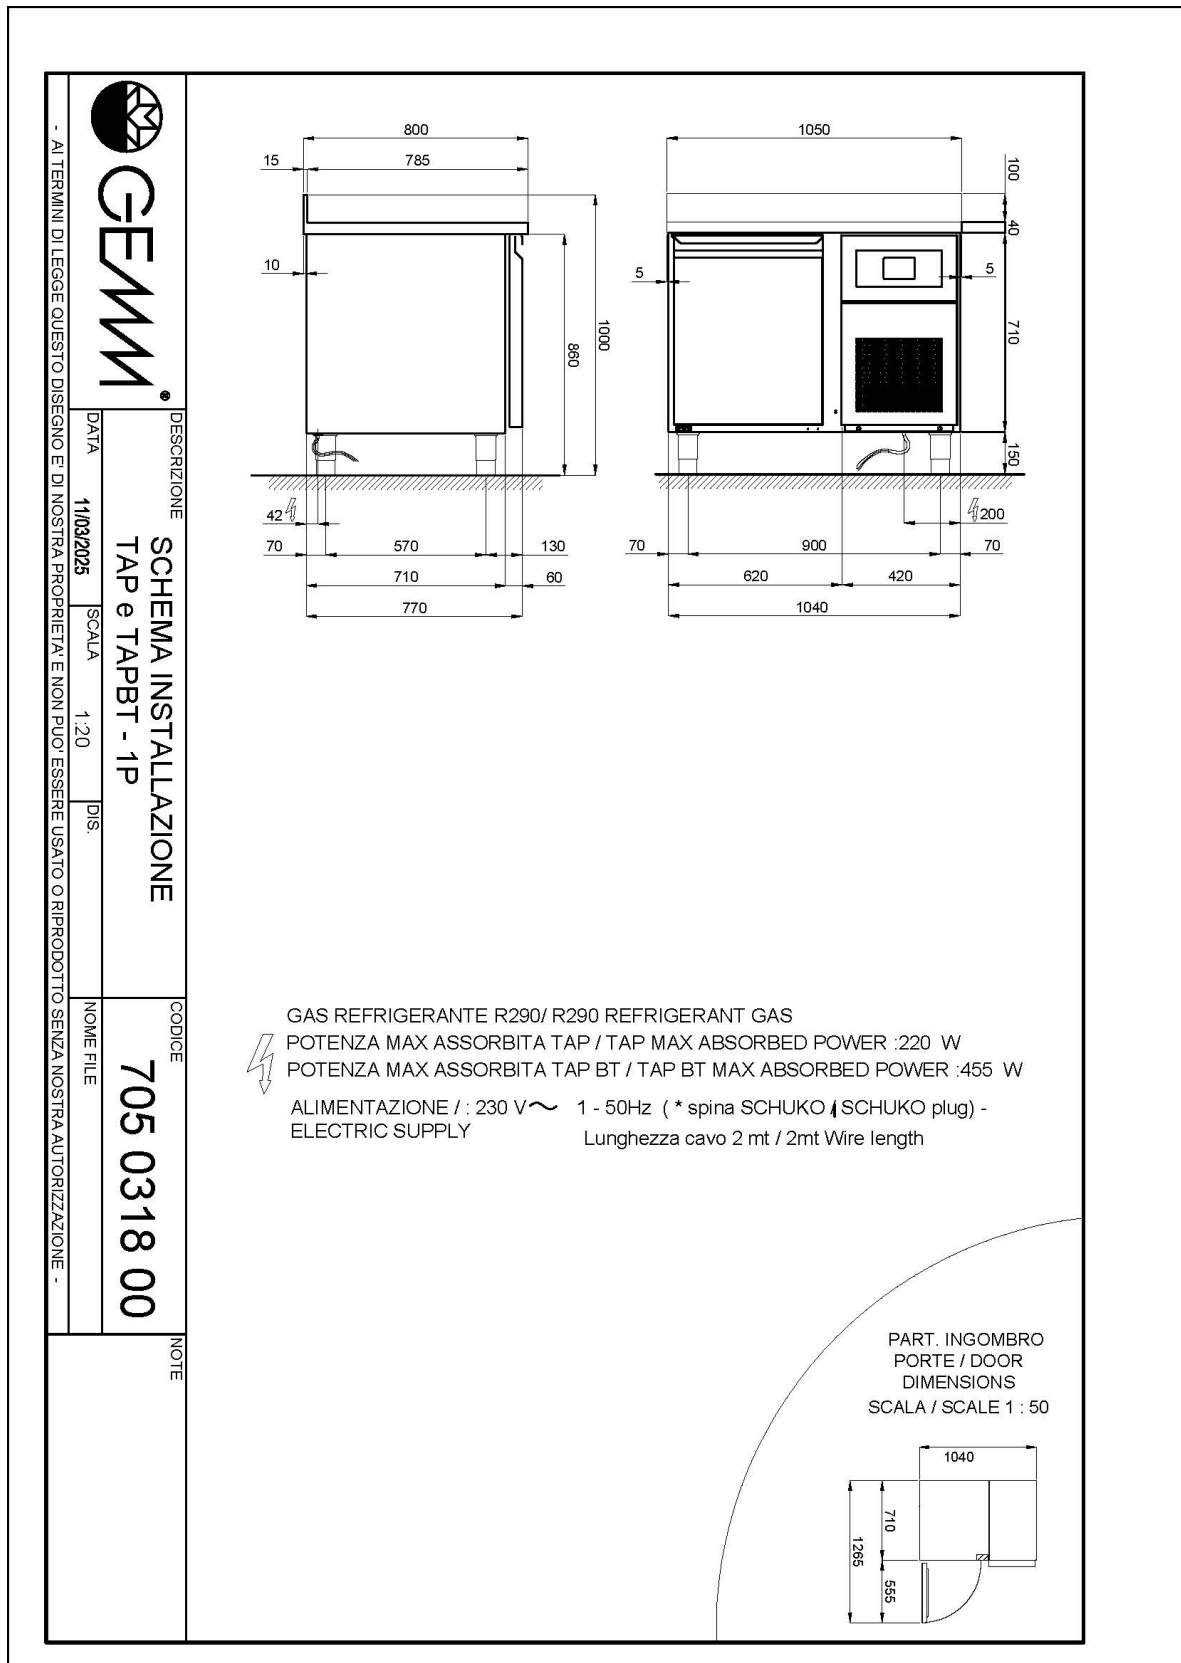 GEMM®
DESCRIZIONE
SCHEMA INSTALLAZIONE
TAP e TAPBT - 1P
CODICE
705 0318 00
NOTE
DATA
11/03/2025
SCALA
1:20
DIS.
NOME FILE
- AI TERMINI DI LEGGE QUESTO DISEGNO E' DI NOSTRA PROPRIETA' E NON PUO' ESSERE USATO O RIPRODOTTO SENZA NOSTRA AUTORIZZAZIONE -
800
15
785
10
1000
860
42
70
570
130
710
60
770
1050
100
40
5
5
710
150
200
70
900
70
620
420
1040
GAS REFRIGERANTE R290/ R290 REFRIGERANT GAS
POTENZA MAX ASSORBITA TAP / TAP MAX ABSORBED POWER :220 W
POTENZA MAX ASSORBITA TAP BT / TAP BT MAX ABSORBED POWER :455 W
ALIMENTAZIONE / : 230 V ~ 1 - 50Hz ( * spina SCHUKO / SCHUKO plug) -
ELECTRIC SUPPLY
Lunghezza cavo 2 mt / 2mt Wire length
PART. INGOMBRO
PORTE / DOOR
DIMENSIONS
SCALA / SCALE 1 : 50
1040
710
1265
555